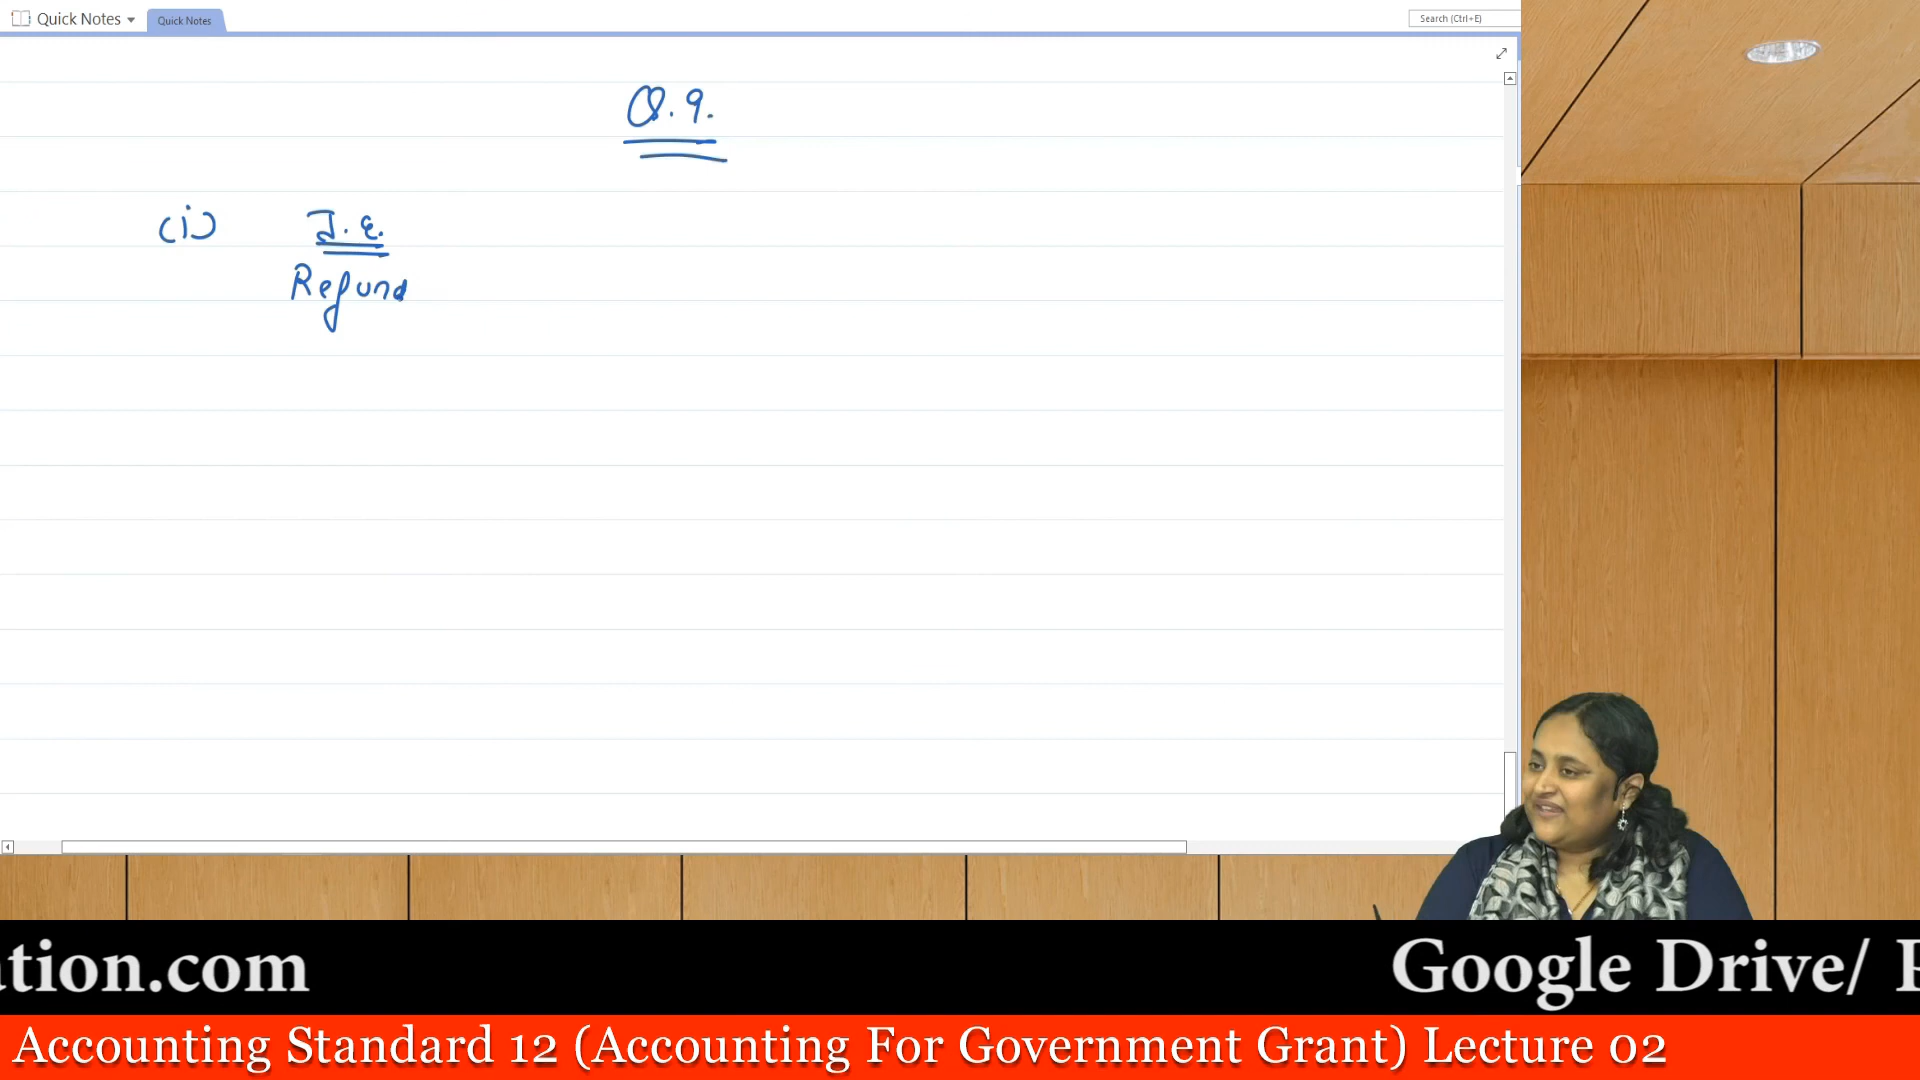 Quick Notes
Quick Notes
Search (Ctrl+E)
Q.9.
(i) J.E.
Refund
ation.com
Google Drive/
Accounting Standard 12 (Accounting For Government Grant) Lecture 02